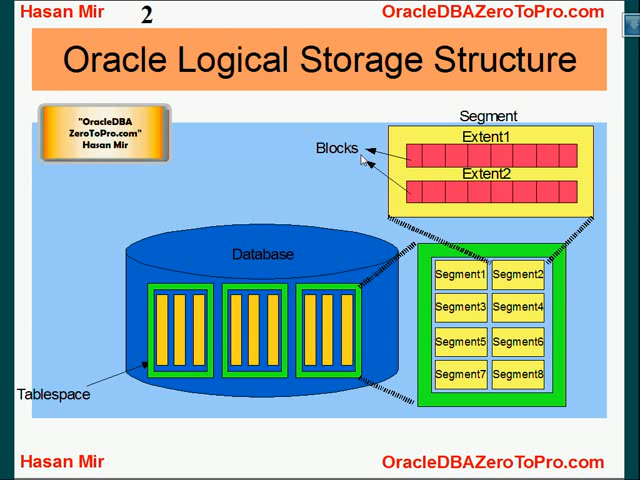 Hasan Mir
2
OracleDBAZeroToPro.com
Oracle Logical Storage Structure
"OracleDBA
ZeroToPro.com"
Hasan Mir
Segment
Extent1
Blocks
Extent2
Database
Segment1 Segment2
Segment3 Segment4
Segment5 Segment6
Segment7 Segment8
Tablespace
Hasan Mir
OracleDBAZeroToPro.com